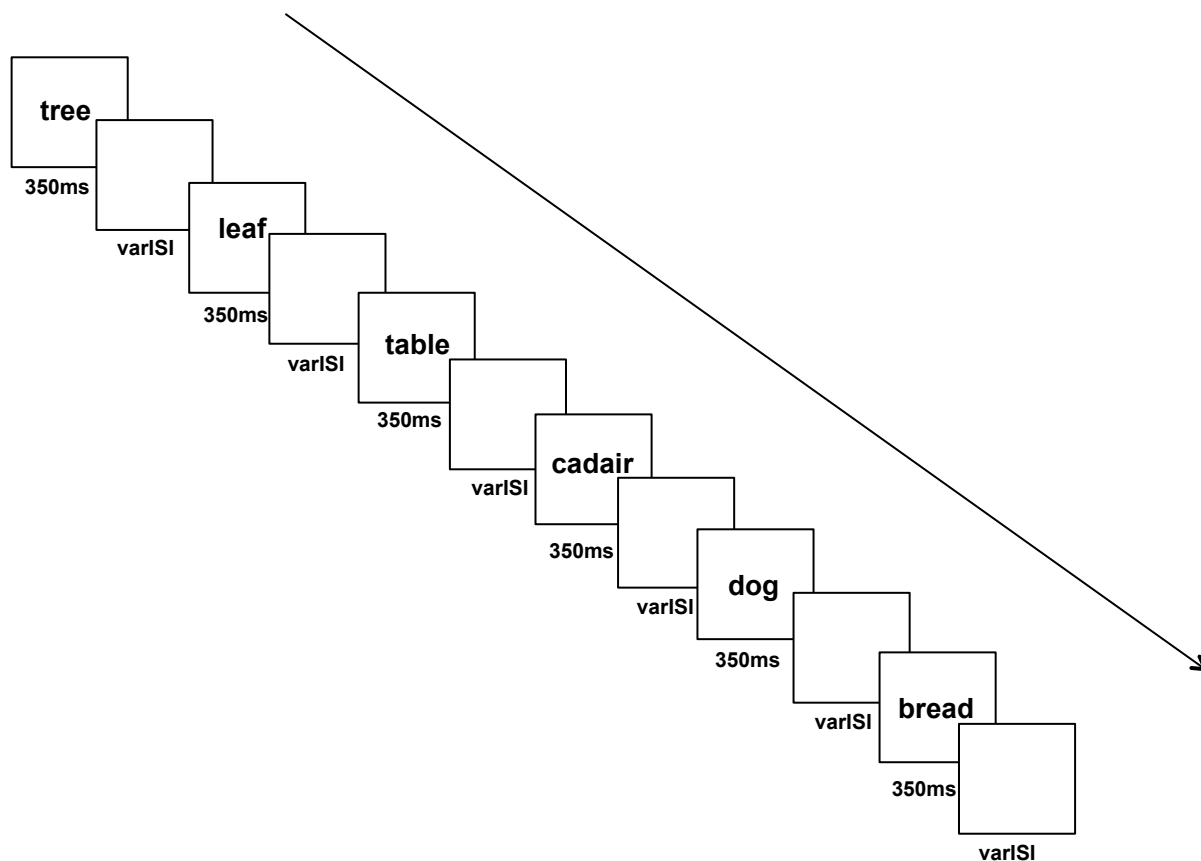 tree
350ms
varISI
leaf
350ms
varISI
table
350ms
varISI
cadair
350ms
varISI
dog
350ms
varISI
bread
350ms
varISI